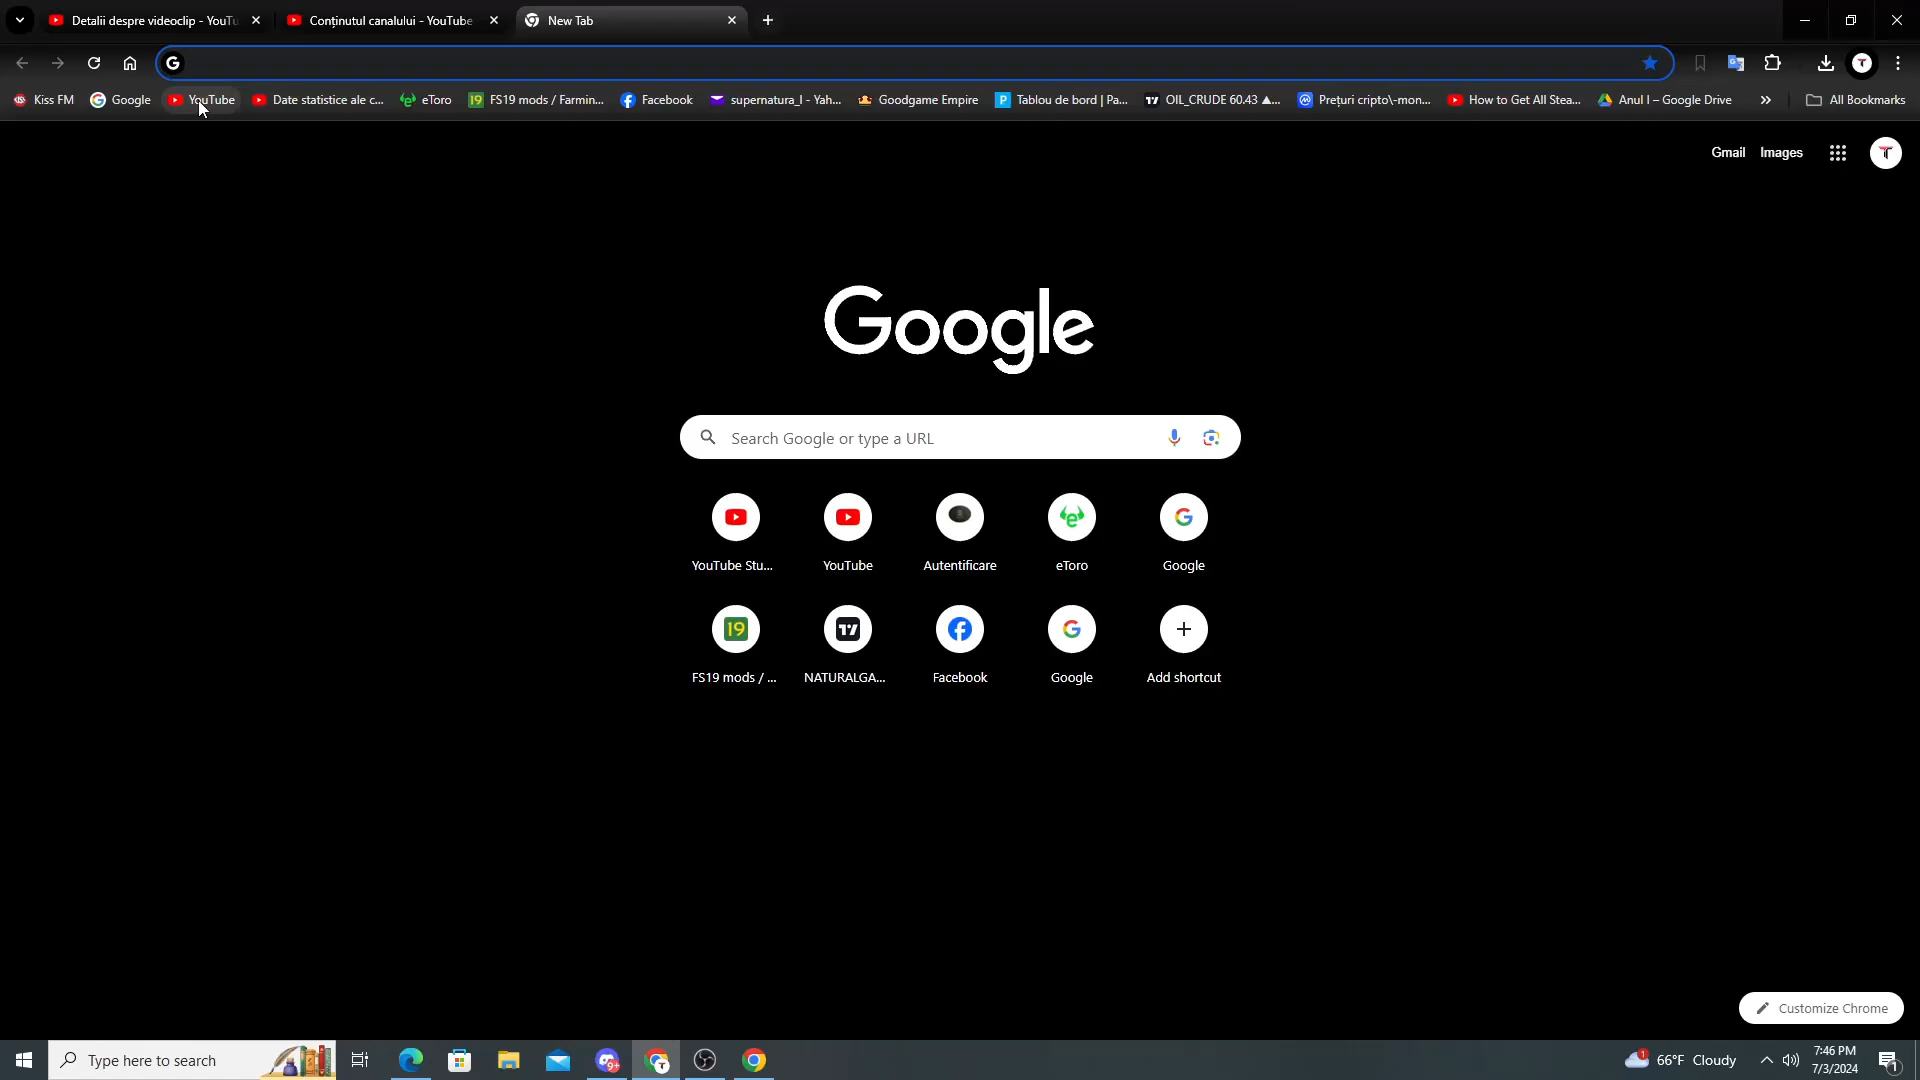 Detalii despre videoclip - YouTu
Conținutul canalului - YouTube
New Tab
Kiss FM
Google
YouTube
Date statistice ale c...
eToro
FS19 mods / Farmin...
Facebook
supernatura_l - Yah...
Goodgame Empire
Tablou de bord | Pa...
OIL_CRUDE 60.43 ▲...
Prețuri cripto\-mon...
How to Get All Stea...
Anul I – Google Drive
All Bookmarks
Gmail
Images
Google
Search Google or type a URL
YouTube Stu...
YouTube
Autentificare
eToro
Google
FS19 mods / ...
NATURALGA...
Facebook
Google
Add shortcut
Customize Chrome
Type here to search
66°F Cloudy
7:46 PM
7/3/2024